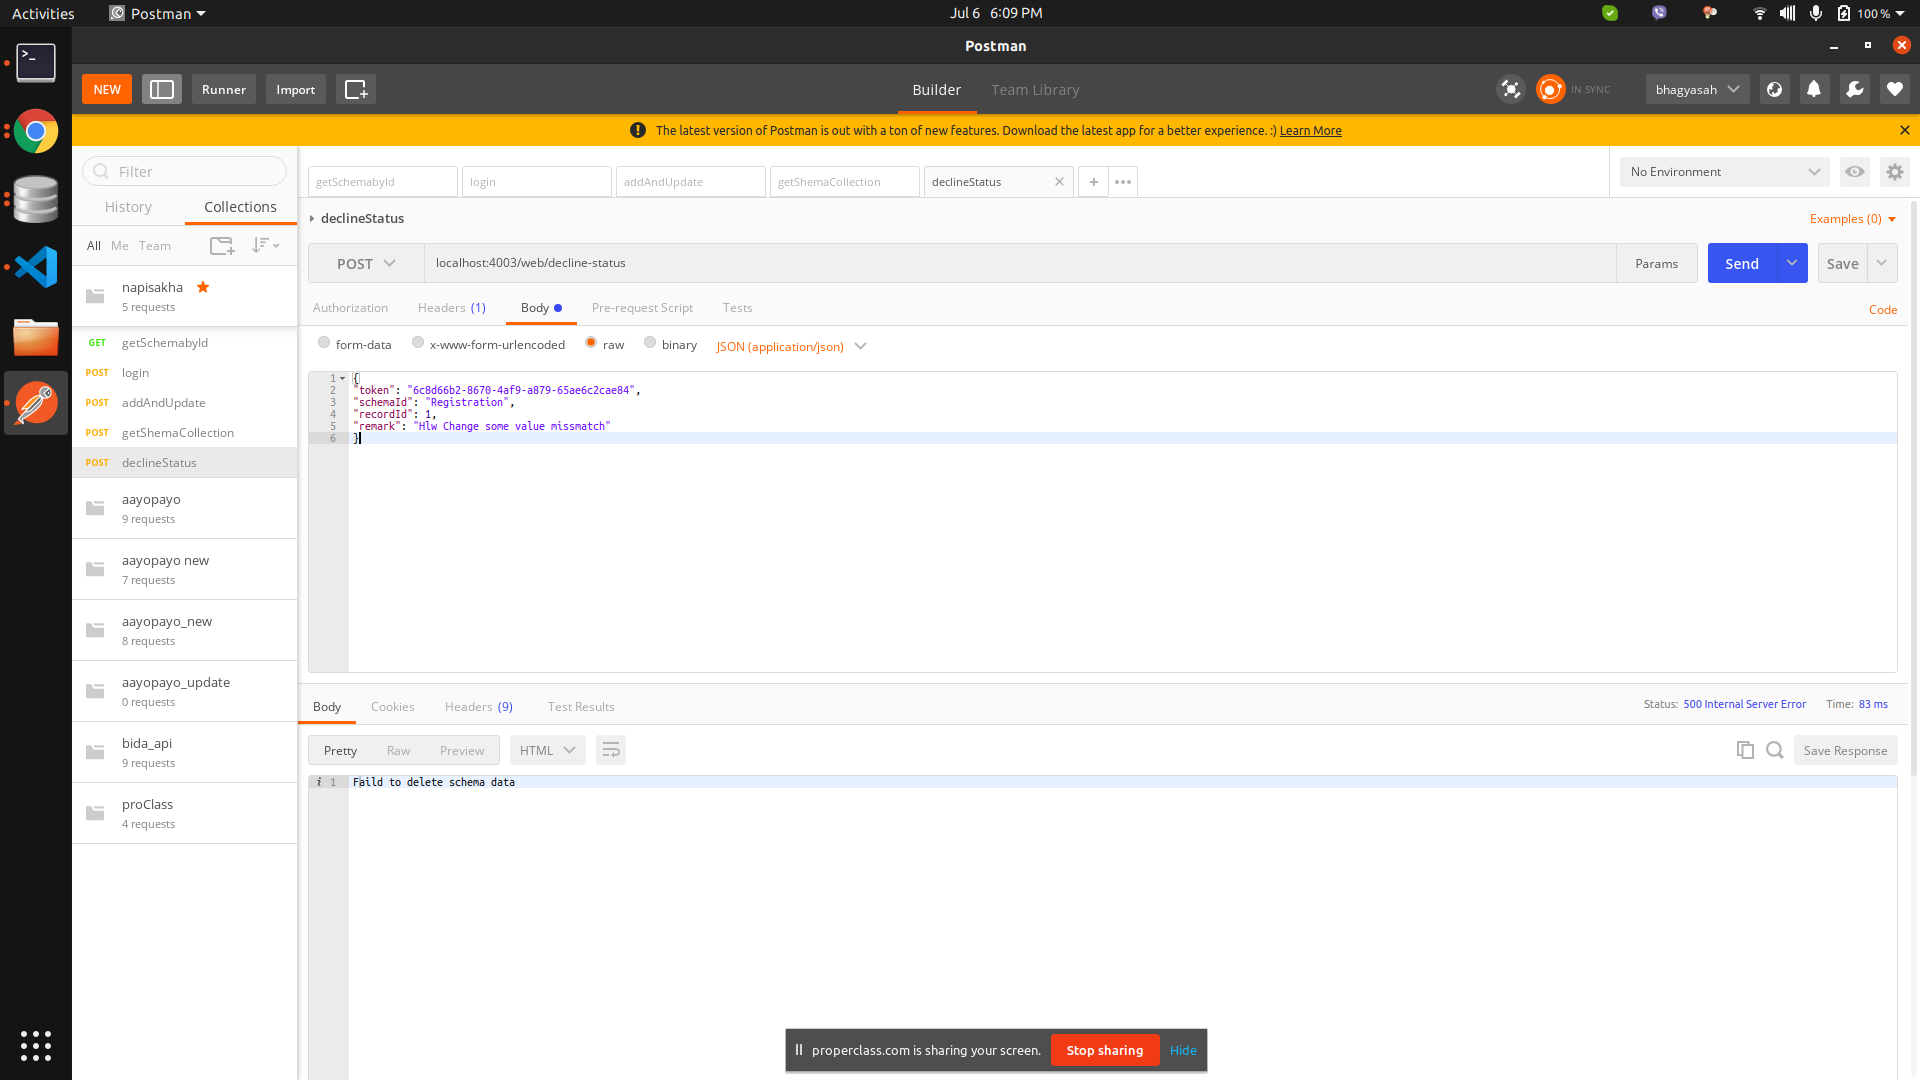 Activities
Postman
Jul 6 6:09 PM
100 %
Postman
NEW
Runner
Import
Builder
Team Library
IN SYNC
bhagyasah
The latest version of Postman is out with a ton of new features. Download the latest app for a better experience. :) Learn More
Filter
History
Collections
All
Me
Team
napisakha
5 requests
GET getSchemabyId
POST login
POST addAndUpdate
POST getShemaCollection
POST declineStatus
aayopayo
9 requests
aayopayo new
7 requests
aayopayo_new
8 requests
aayopayo_update
0 requests
bida_api
9 requests
proClass
4 requests
getSchemabyId
login
addAndUpdate
getShemaCollection
declineStatus
No Environment
declineStatus
Examples (0)
POST
localhost:4003/web/decline-status
Params
Send
Save
Authorization
Headers (1)
Body
Pre-request Script
Tests
Code
form-data
x-www-form-urlencoded
raw
binary
JSON (application/json)
1 {
2 "token": "6c8d66b2-8670-4af9-a879-65ae6c2cae84",
3 "schemaId": "Registration",
4 "recordId": 1,
5 "remark": "Hlw Change some value missmatch"
6 }
Body
Cookies
Headers (9)
Test Results
Status: 500 Internal Server Error
Time: 83 ms
Pretty
Raw
Preview
HTML
Save Response
i 1 Faild to delete schema data
properclass.com is sharing your screen.
Stop sharing
Hide